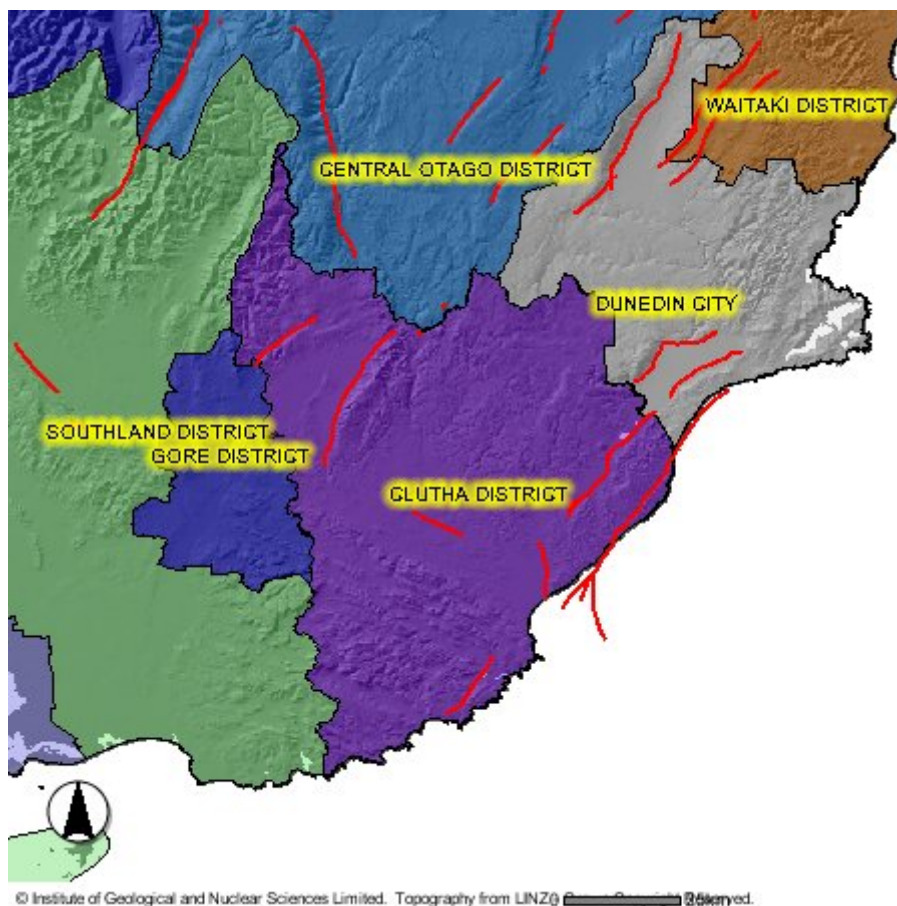 WAITAKI DISTRICT
CENTRAL OTAGO DISTRICT
DUNEDIN CITY
SOUTHLAND DISTRICT
GORE DISTRICT
CLUTHA DISTRICT
© Institute of Geological and Nuclear Sciences Limited. Topography from LINZ